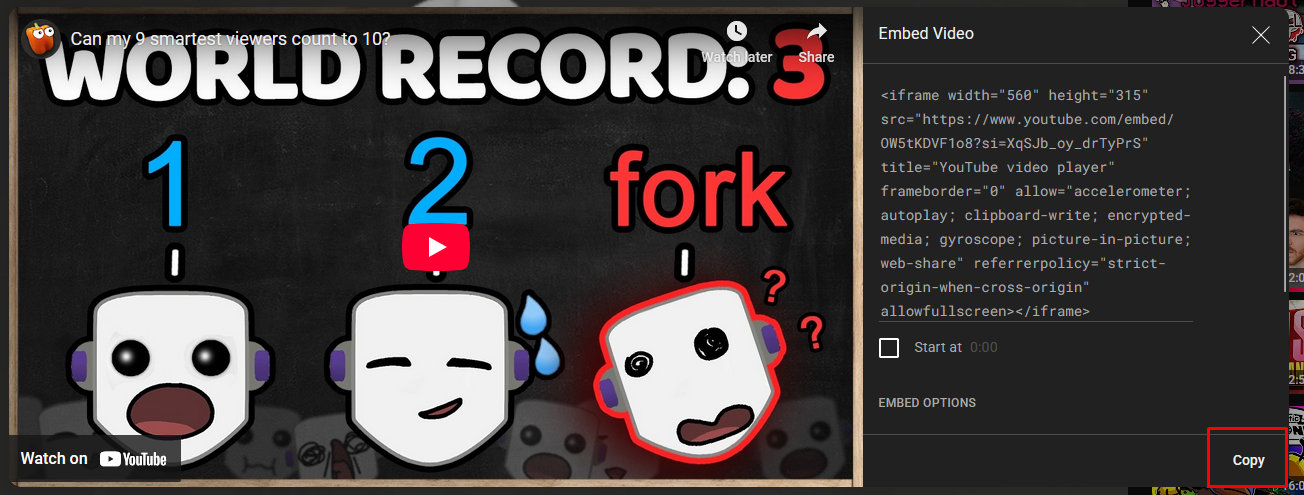 Can my 9 smartest viewers count to 10?
Watch later
Share
WORLD RECORD: 3
1
2
fork
?
?
Watch on YouTube
Embed Video
<iframe width="560" height="315"
src="https://www.youtube.com/embed/
OW5tKDVF1o8?si=XqSJb_oy_drTyPrS"
title="YouTube video player"
frameborder="0" allow="accelerometer;
autoplay; clipboard-write; encrypted-
media; gyroscope; picture-in-picture;
web-share" referrerpolicy="strict-
origin-when-cross-origin"
allowfullscreen></iframe>
Start at 0:00
EMBED OPTIONS
Copy